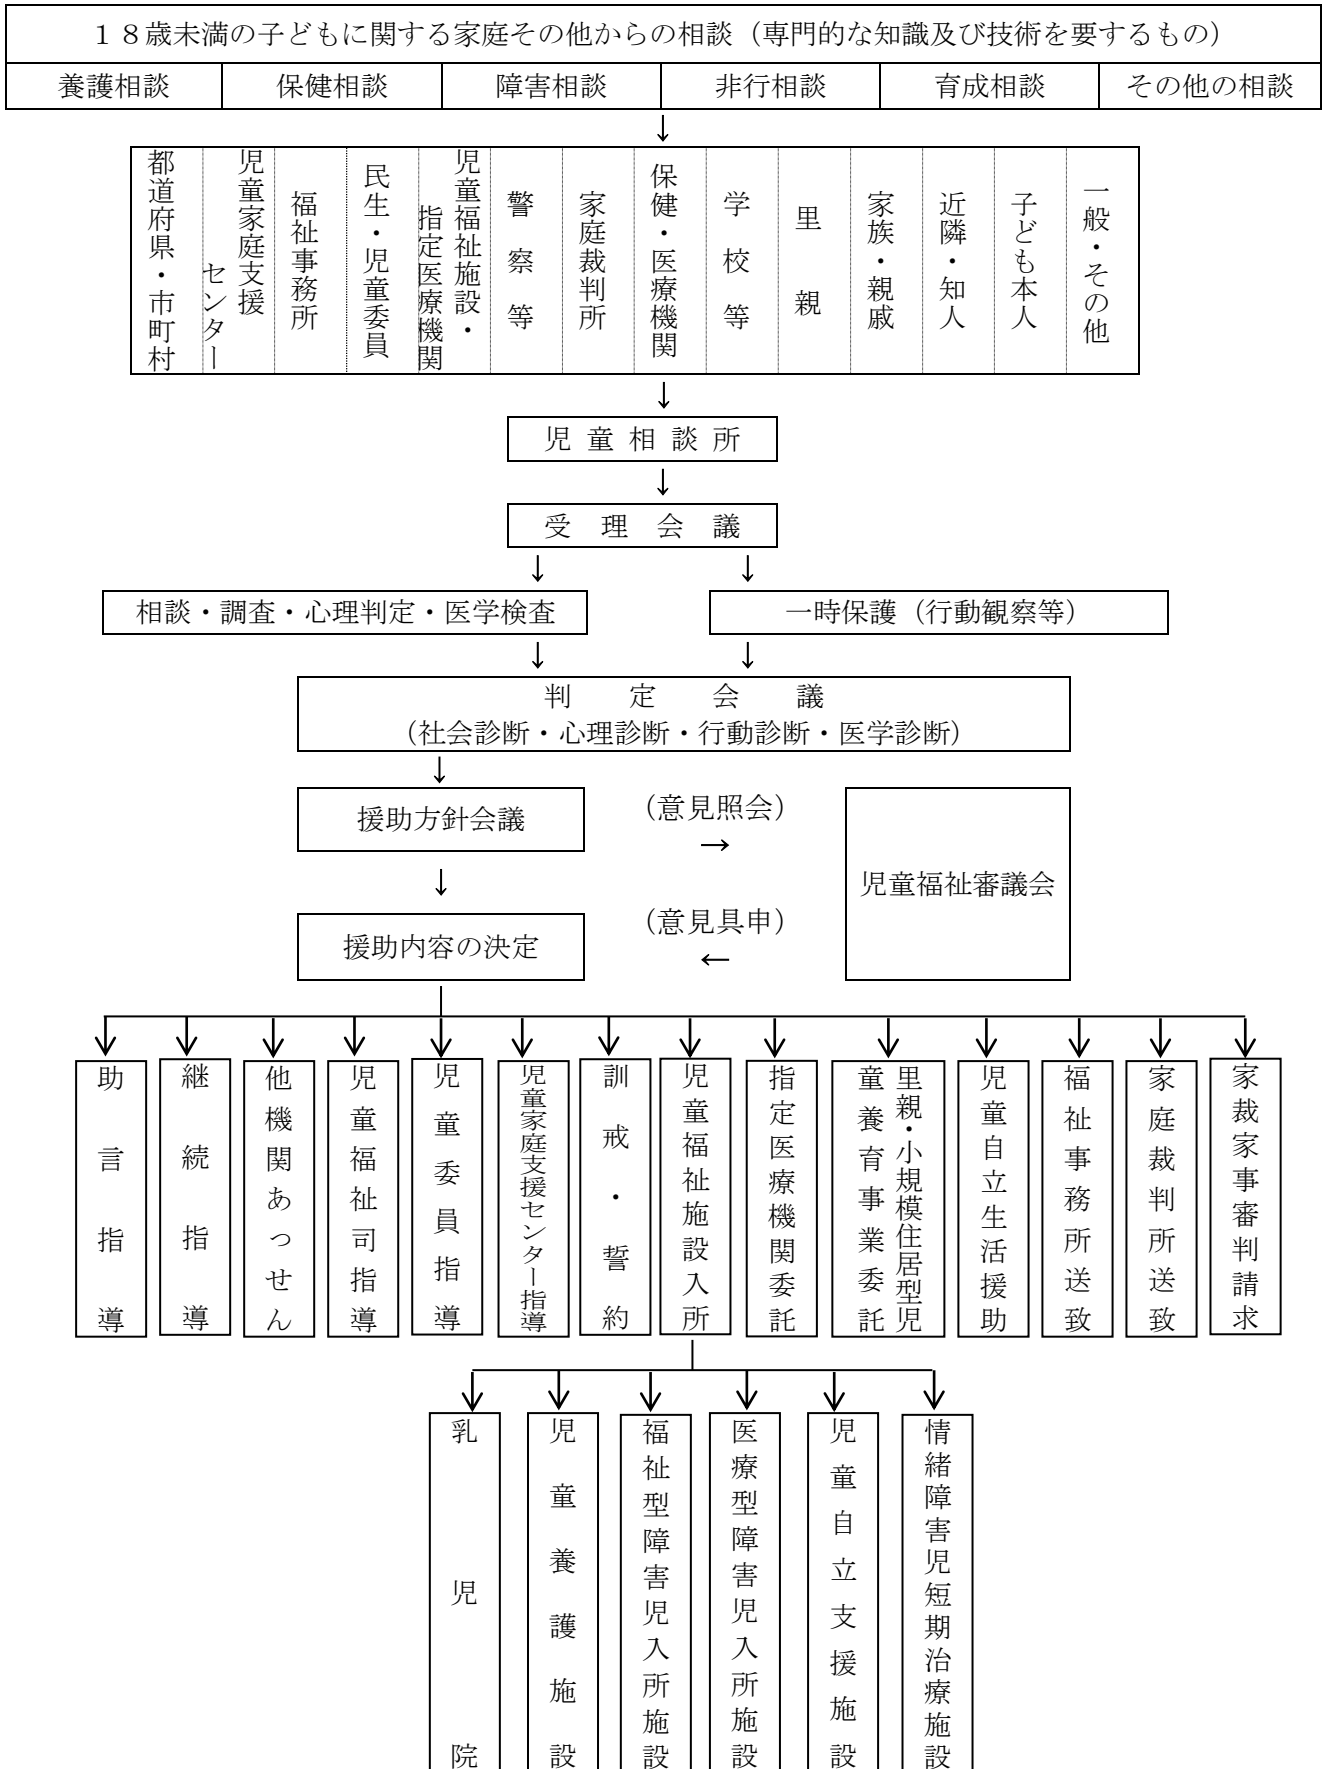 １８歳未満の子どもに関する家庭その他からの相談（専門的な知識及び技術を要するもの）
養護相談
保健相談
障害相談
非行相談
育成相談
その他の相談
↓
都道府県・市町村
児童家庭支援
センター
福祉事務所
民生・児童委員
児童福祉施設・
指定医療機関
警察等
家庭裁判所
保健・医療機関
学校等
里親
家族・親戚
近隣・知人
子ども本人
一般・その他
↓
児童相談所
↓
受理会議
↓ ↓
相談・調査・心理判定・医学検査
一時保護（行動観察等）
↓ ↓
判定会議
（社会診断・心理診断・行動診断・医学診断）
↓
援助方針会議
（意見照会）
→
児童福祉審議会
↓
援助内容の決定
（意見具申）
←
助言指導
継続指導
他機関あっせん
児童福祉司指導
児童委員指導
児童家庭支援センター指導
訓戒・誓約
児童福祉施設入所
指定医療機関委託
里親・小規模住居型児
童養育事業委託
児童自立生活援助
福祉事務所送致
家庭裁判所送致
家裁家事審判請求
乳児院
児童養護施設
福祉型障害児入所施設
医療型障害児入所施設
児童自立支援施設
情緒障害児短期治療施設